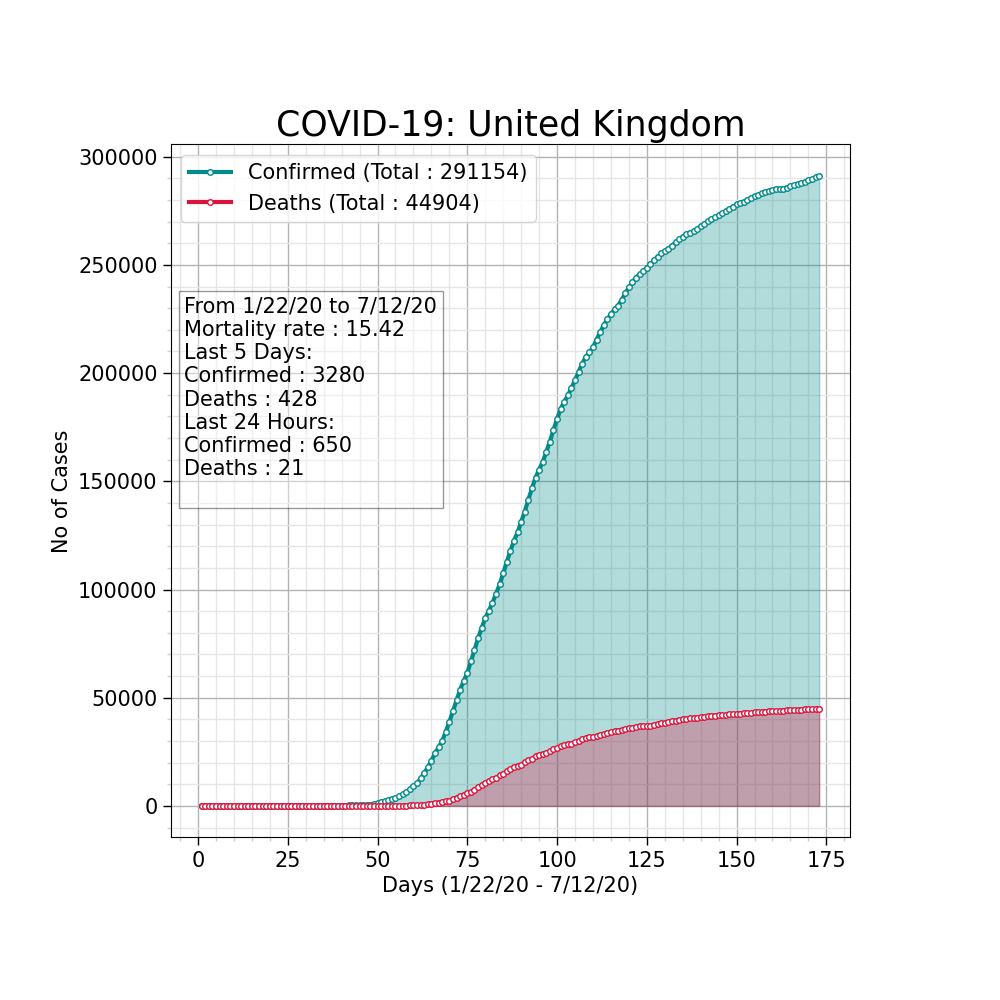 COVID-19: United Kingdom
300000
250000
200000
150000
100000
50000
0
No of Cases
Confirmed (Total : 291154)
Deaths (Total : 44904)
From 1/22/20 to 7/12/20
Mortality rate : 15.42
Last 5 Days:
Confirmed : 3280
Deaths : 428
Last 24 Hours:
Confirmed : 650
Deaths : 21
0 25 50 75 100 125 150 175
Days (1/22/20 - 7/12/20)